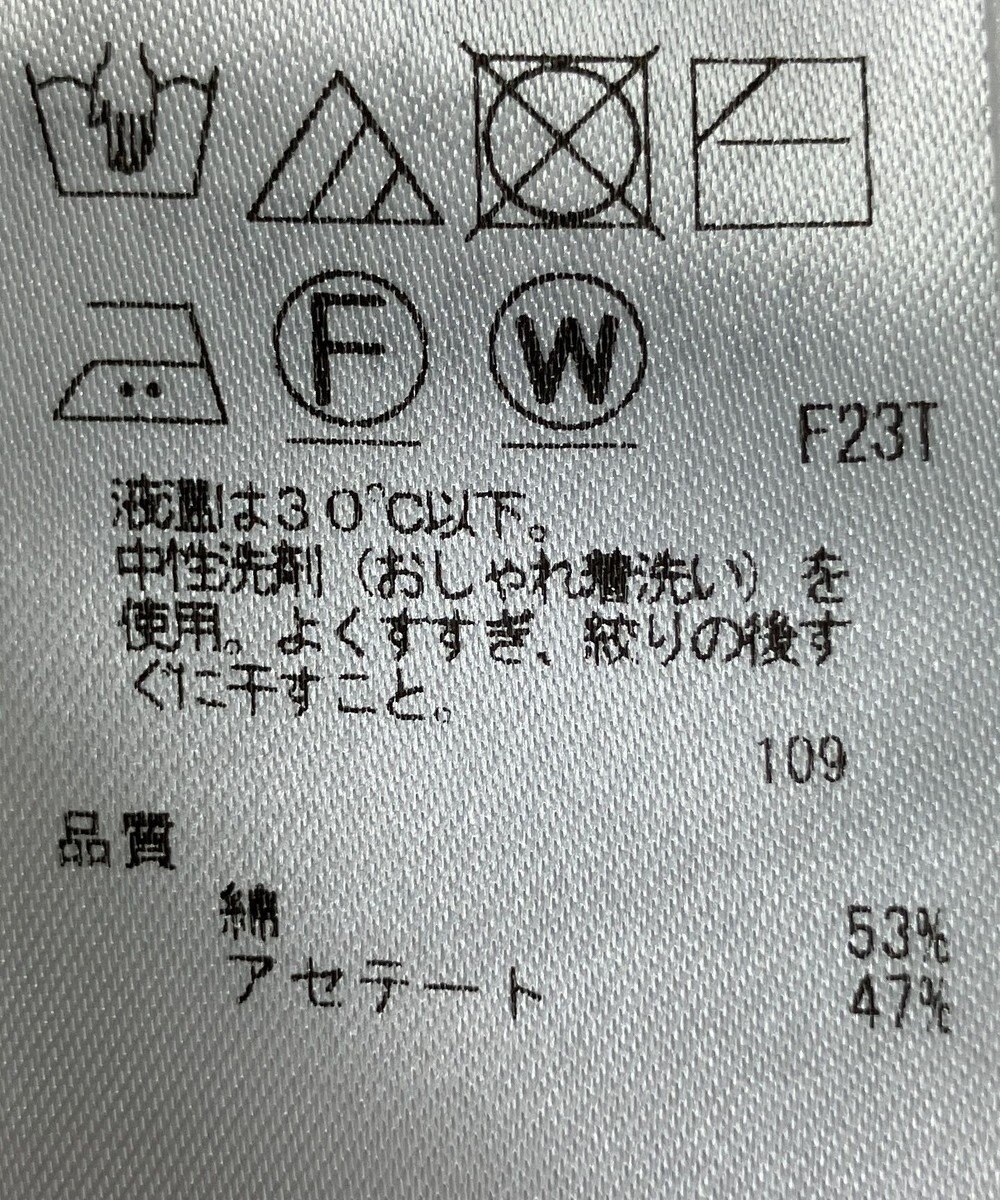 F
W
F23T
液温は30℃以下。
中性洗剤（おしゃれ着洗い）を
使用。よくすすぎ、絞りの後す
ぐに干すこと。
109
品質
綿 53%
アセテート 47%